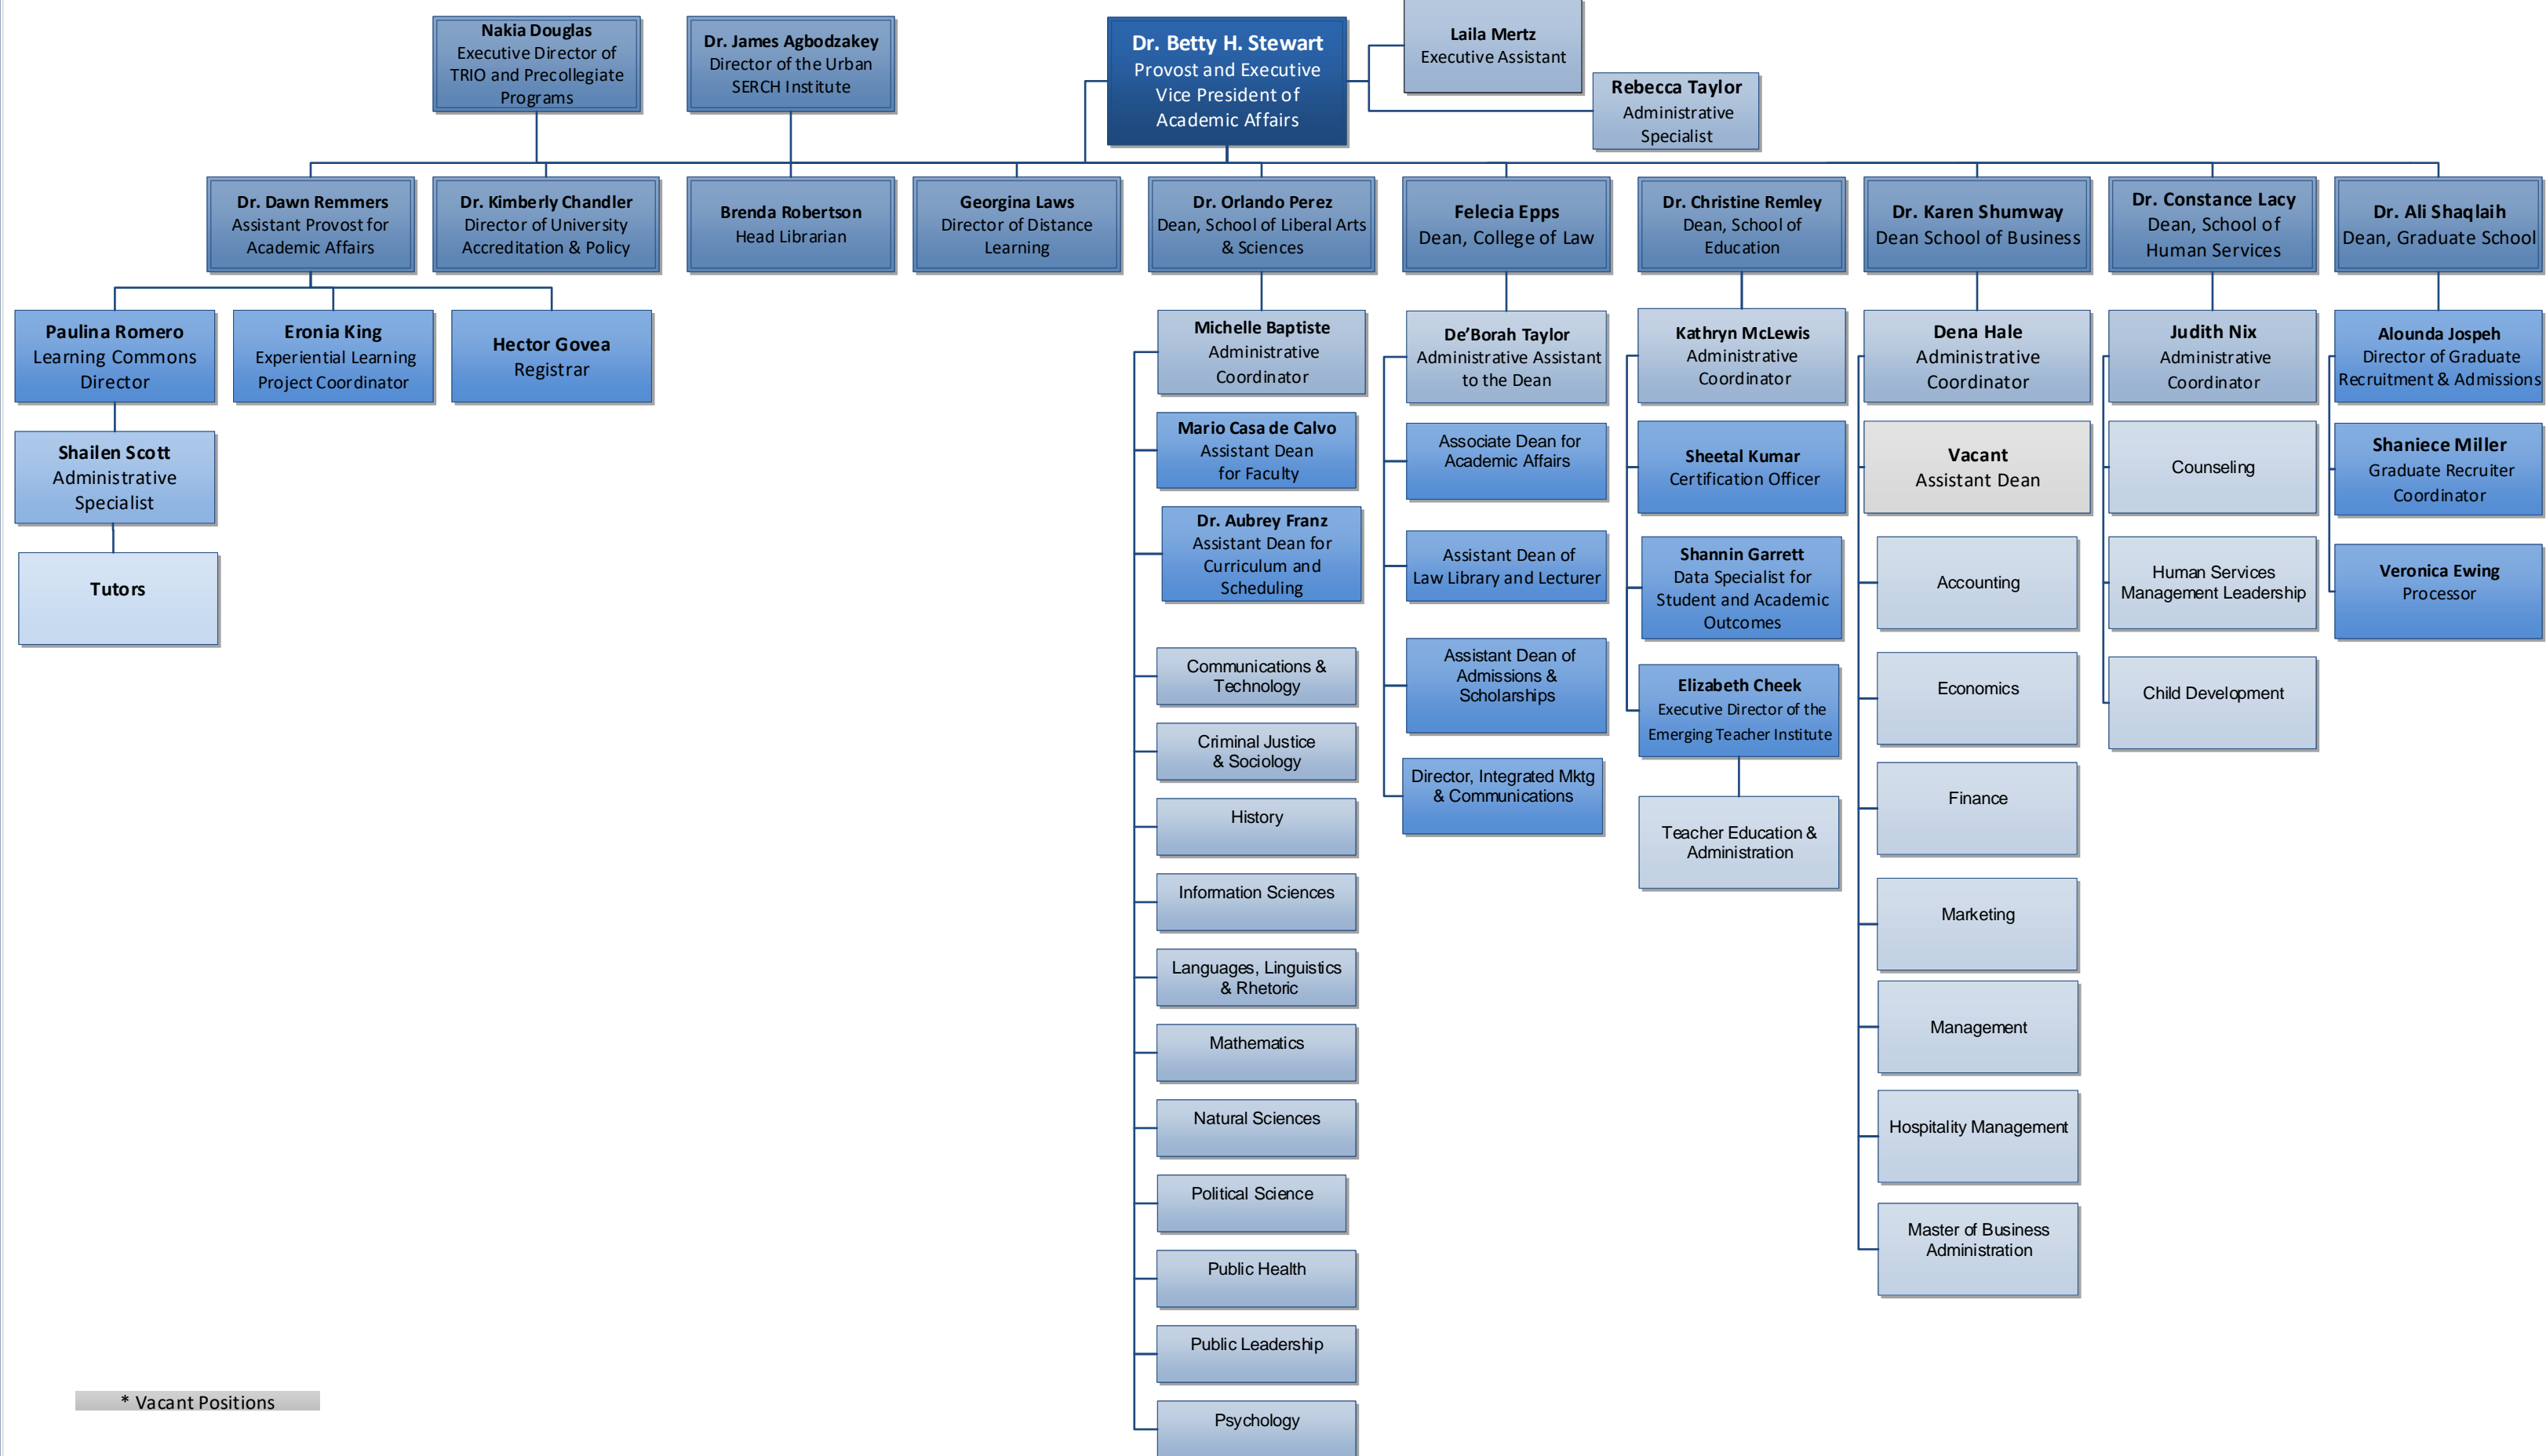 Nakia Douglas
Executive Director of
TRIO and Precollegiate
Programs
Dr. James Agbodzakey
Director of the Urban
SERCH Institute
Dr. Betty H. Stewart
Provost and Executive
Vice President of
Academic Affairs
Laila Mertz
Executive Assistant
Rebecca Taylor
Administrative
Specialist
Dr. Dawn Remmers
Assistant Provost for
Academic Affairs
Dr. Kimberly Chandler
Director of University
Accreditation & Policy
Brenda Robertson
Head Librarian
Georgina Laws
Director of Distance
Learning
Dr. Orlando Perez
Dean, School of Liberal Arts
& Sciences
Felecia Epps
Dean, College of Law
Dr. Christine Remley
Dean, School of
Education
Dr. Karen Shumway
Dean School of Business
Dr. Constance Lacy
Dean, School of
Human Services
Dr. Ali Shaqlaih
Dean, Graduate School
Paulina Romero
Learning Commons
Director
Eronia King
Experiential Learning
Project Coordinator
Hector Govea
Registrar
Shailen Scott
Administrative
Specialist
Tutors
Michelle Baptiste
Administrative
Coordinator
Mario Casa de Calvo
Assistant Dean
for Faculty
Dr. Aubrey Franz
Assistant Dean for
Curriculum and
Scheduling
Communications &
Technology
Criminal Justice
& Sociology
History
Information Sciences
Languages, Linguistics
& Rhetoric
Mathematics
Natural Sciences
Political Science
Public Health
Public Leadership
Psychology
De’Borah Taylor
Administrative Assistant
to the Dean
Associate Dean for
Academic Affairs
Assistant Dean of
Law Library and Lecturer
Assistant Dean of
Admissions &
Scholarships
Director, Integrated Mktg
& Communications
Kathryn McLewis
Administrative
Coordinator
Sheetal Kumar
Certification Officer
Shannin Garrett
Data Specialist for
Student and Academic
Outcomes
Elizabeth Cheek
Executive Director of the
Emerging Teacher Institute
Teacher Education &
Administration
Dena Hale
Administrative
Coordinator
Vacant
Assistant Dean
Accounting
Economics
Finance
Marketing
Management
Hospitality Management
Master of Business
Administration
Judith Nix
Administrative
Coordinator
Counseling
Human Services
Management Leadership
Child Development
Alounda Jospeh
Director of Graduate
Recruitment & Admissions
Shaniece Miller
Graduate Recruiter
Coordinator
Veronica Ewing
Processor
* Vacant Positions